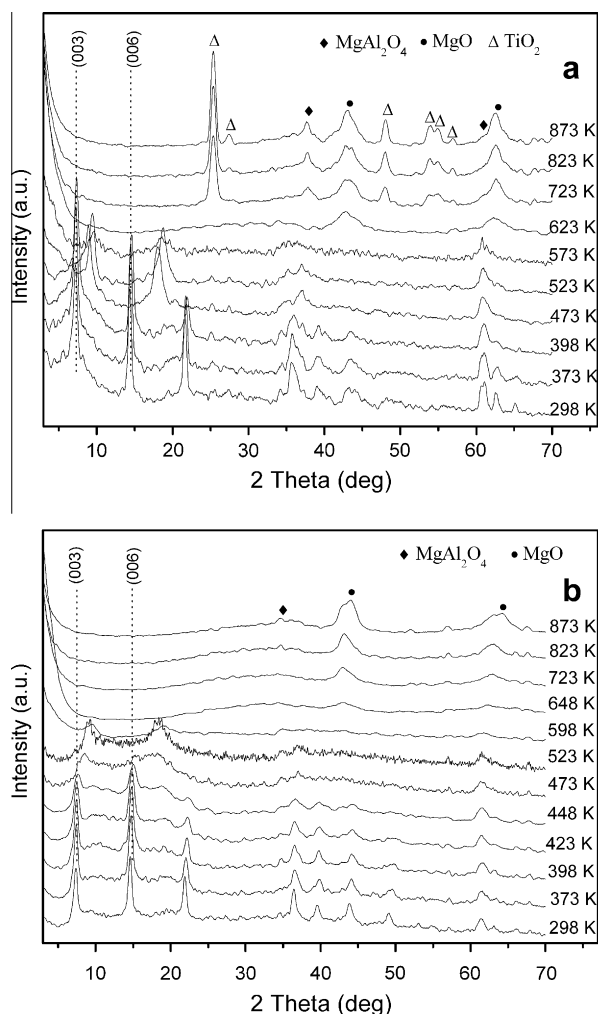 (003)
(006)
♦ MgAl₂O₄ ● MgO Δ TiO₂
a
Δ
Δ
Δ
Δ
Δ
Δ
873 K
823 K
723 K
623 K
573 K
523 K
473 K
398 K
373 K
298 K
Intensity (a.u.)
10 20 30 40 50 60 70
2 Theta (deg)
(003)
(006)
♦ MgAl₂O₄ ● MgO
b
873 K
823 K
723 K
648 K
598 K
523 K
473 K
448 K
423 K
398 K
373 K
298 K
Intensity (a.u.)
10 20 30 40 50 60 70
2 Theta (deg)